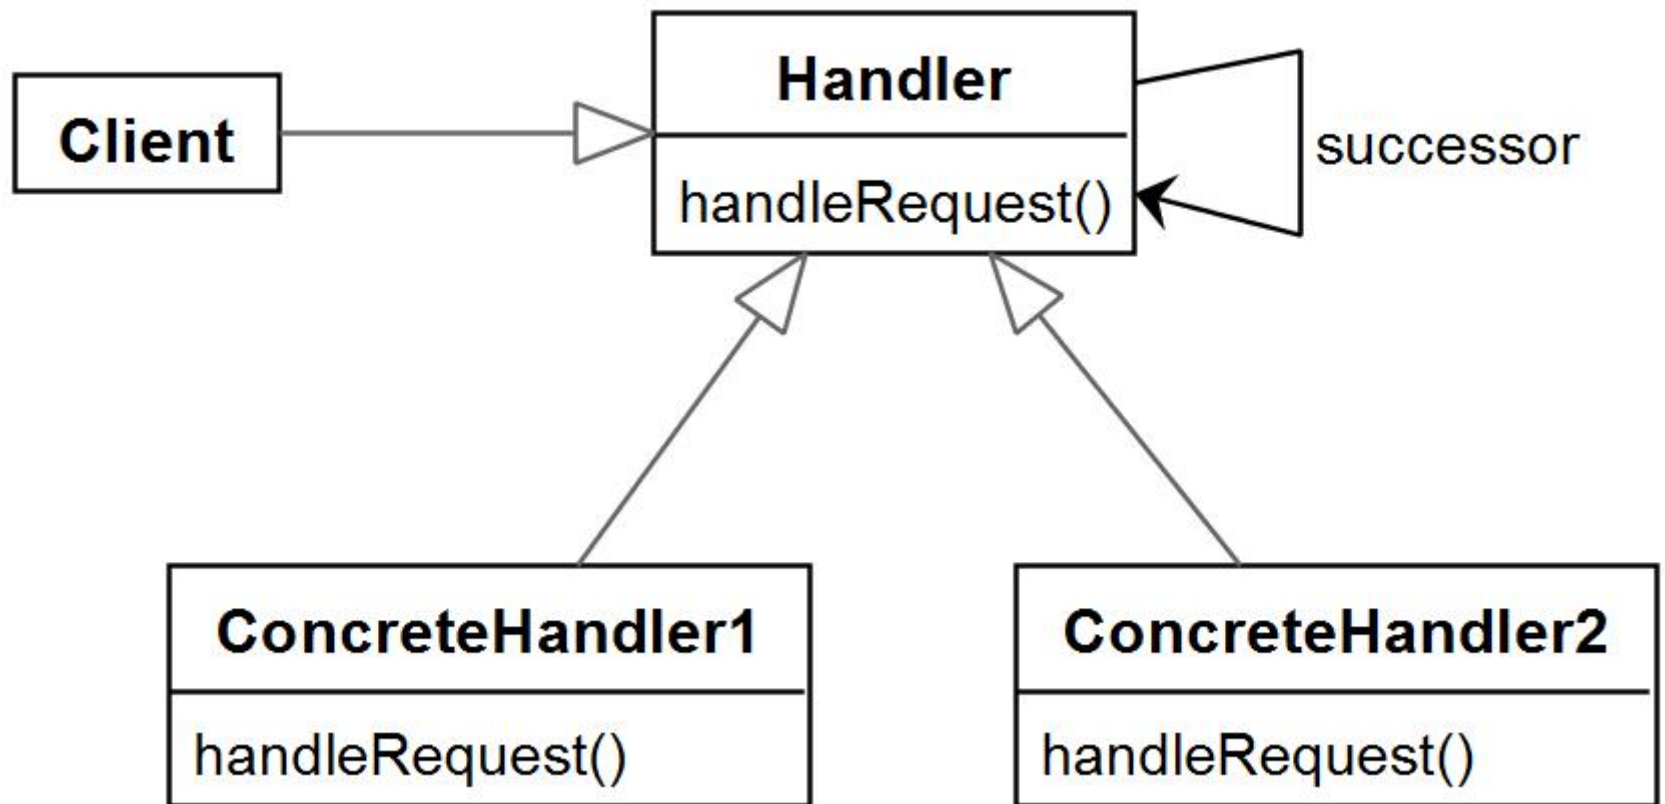 Handler
Client
successor
handleRequest()
ConcreteHandler1
ConcreteHandler2
handleRequest()
handleRequest()